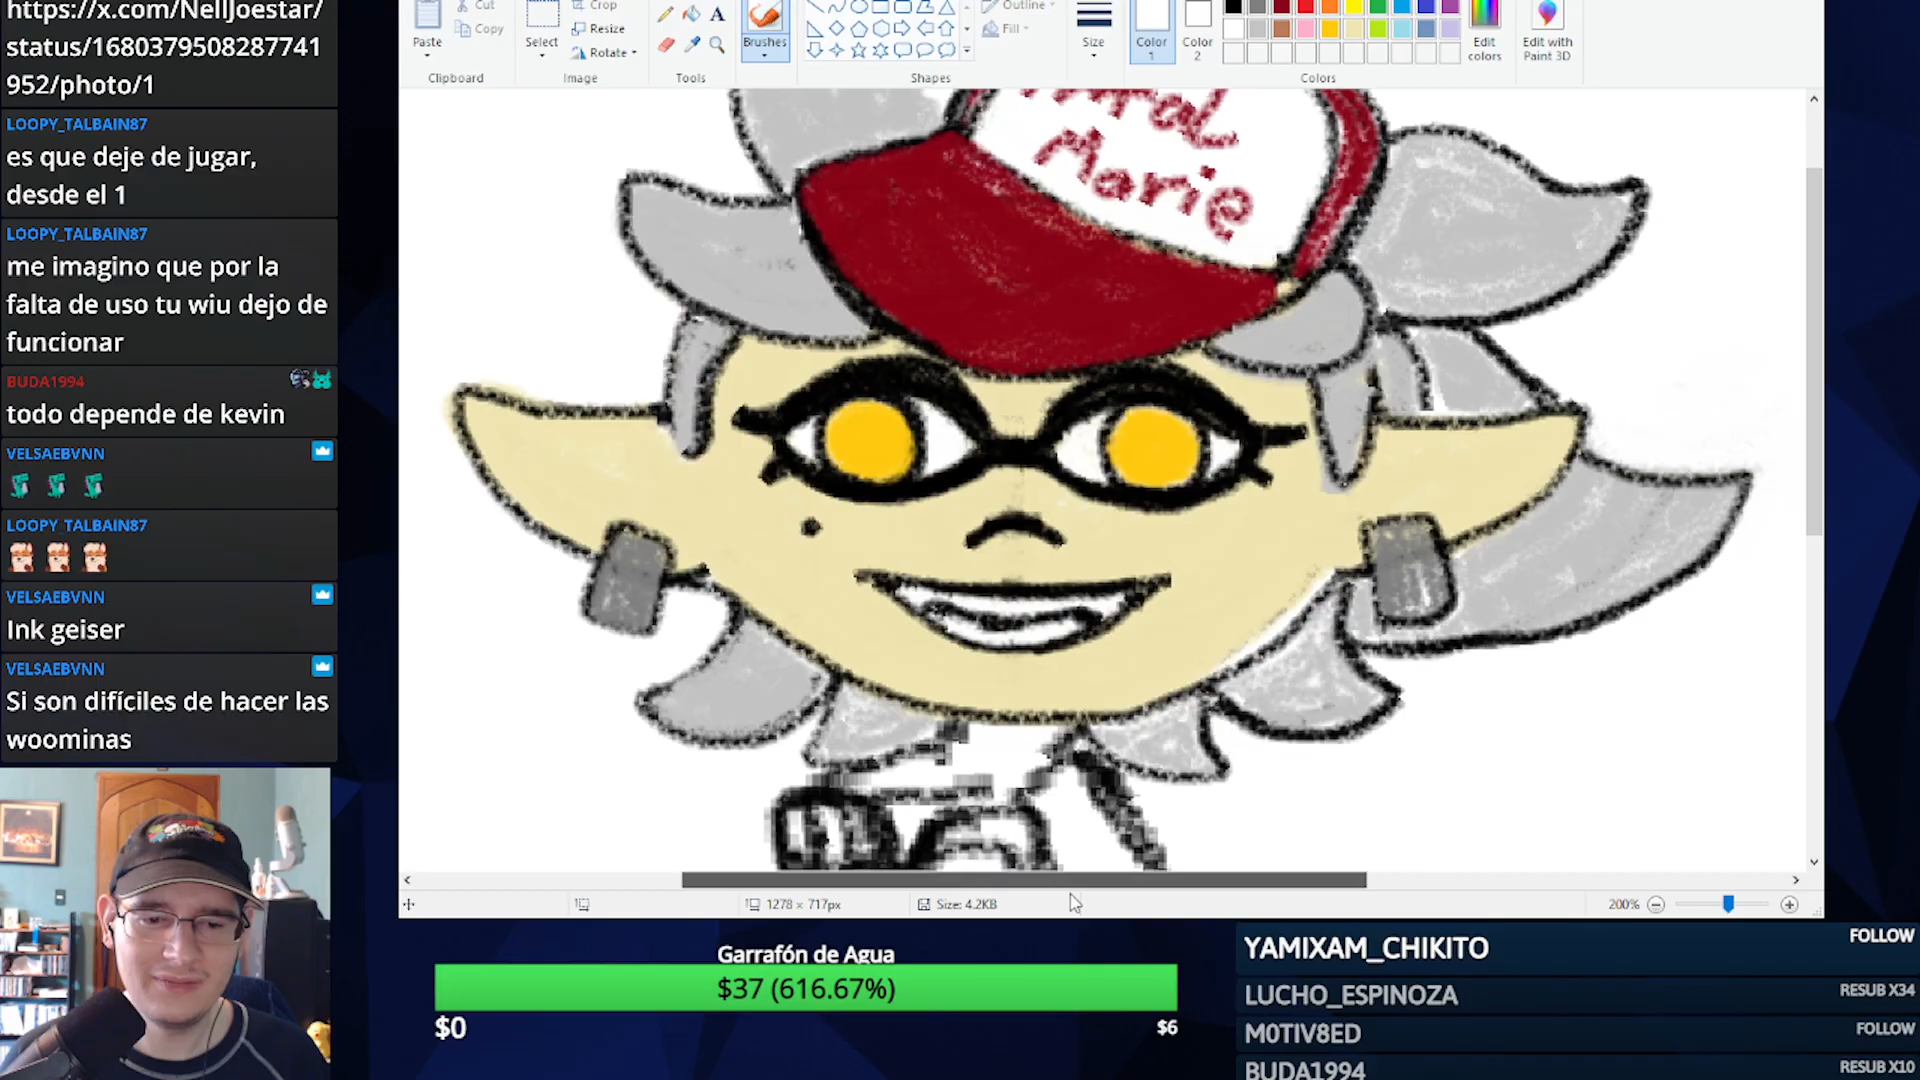 https://x.com/NellJoestar/
status/1680379508287741
952/photo/1
LOOPY_TALBAIN87
es que deje de jugar,
desde el 1
LOOPY_TALBAIN87
me imagino que por la
falta de uso tu wiu dejo de
funcionar
BUDA1994
todo depende de kevin
VELSAEBVNN
LOOPY_TALBAIN87
VELSAEBVNN
Ink geiser
VELSAEBVNN
Si son difíciles de hacer las
woominas
Paste
Cut
Copy
Clipboard
Select
Crop
Resize
Rotate
Image
A
Tools
Brushes
Outline
Fill
Shapes
Size
Color
1
Color
2
Edit
colors
Edit with
Paint 3D
Colors
Marie
1278 × 717px
Size: 4.2KB
200%
Garrafón de Agua
$37 (616.67%)
$0
$6
YAMIXAM_CHIKITO
FOLLOW
LUCHO_ESPINOZA
RESUB X34
M0TIV8ED
FOLLOW
BUDA1994
RESUB X10